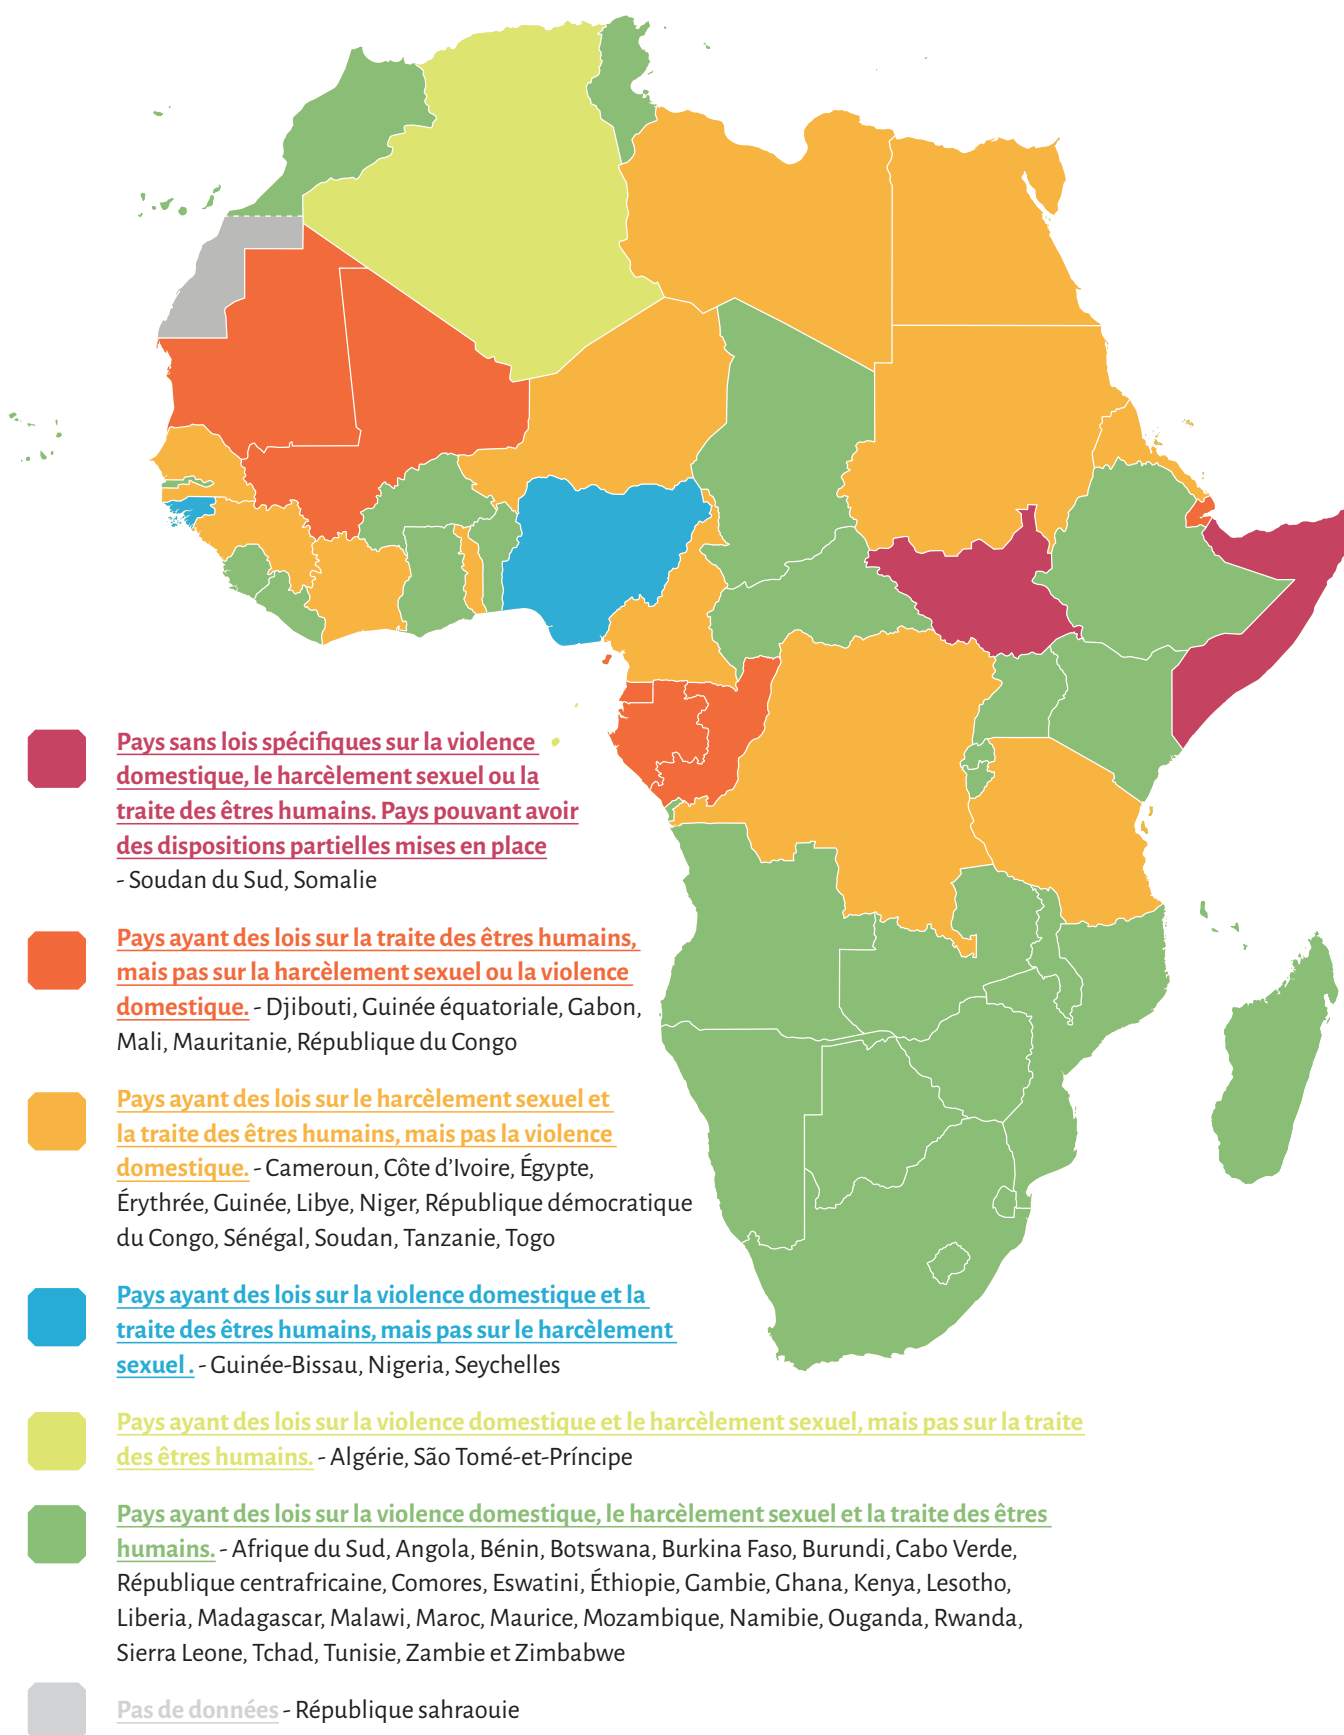 Pays sans lois spécifiques sur la violence
domestique, le harcèlement sexuel ou la
traite des êtres humains. Pays pouvant avoir
des dispositions partielles mises en place
- Soudan du Sud, Somalie
Pays ayant des lois sur la traite des êtres humains,
mais pas sur la harcèlement sexuel ou la violence
domestique. - Djibouti, Guinée équatoriale, Gabon,
Mali, Mauritanie, République du Congo
Pays ayant des lois sur le harcèlement sexuel et
la traite des êtres humains, mais pas la violence
domestique. - Cameroun, Côte d'Ivoire, Égypte,
Érythrée, Guinée, Libye, Niger, République démocratique
du Congo, Sénégal, Soudan, Tanzanie, Togo
Pays ayant des lois sur la violence domestique et la
traite des êtres humains, mais pas sur le harcèlement
sexuel . - Guinée-Bissau, Nigeria, Seychelles
Pays ayant des lois sur la violence domestique et le harcèlement sexuel, mais pas sur la traite
des êtres humains. - Algérie, São Tomé-et-Príncipe
Pays ayant des lois sur la violence domestique, le harcèlement sexuel et la traite des êtres
humains. - Afrique du Sud, Angola, Bénin, Botswana, Burkina Faso, Burundi, Cabo Verde,
République centrafricaine, Comores, Eswatini, Éthiopie, Gambie, Ghana, Kenya, Lesotho,
Liberia, Madagascar, Malawi, Maroc, Maurice, Mozambique, Namibie, Ouganda, Rwanda,
Sierra Leone, Tchad, Tunisie, Zambie et Zimbabwe
Pas de données - République sahraouie